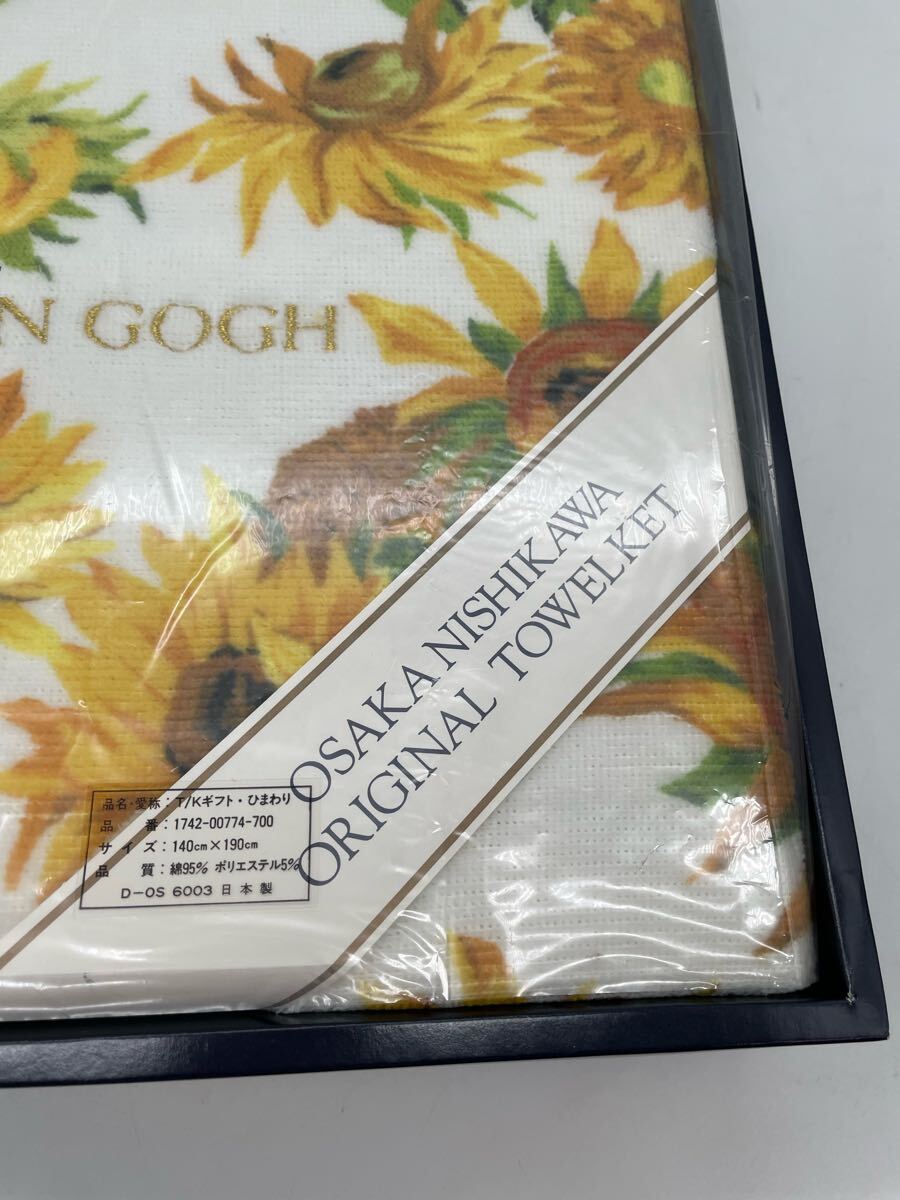 N GOGH
OSAKA NISHIKAWA
ORIGINAL TOWELKET
品名・愛称：T/Kギフト・ひまわり
品　　番：1742-00774-700
サ イ ズ：140cm×190cm
品　　質：綿95% ポリエステル5%
D-OS 6003 日本製